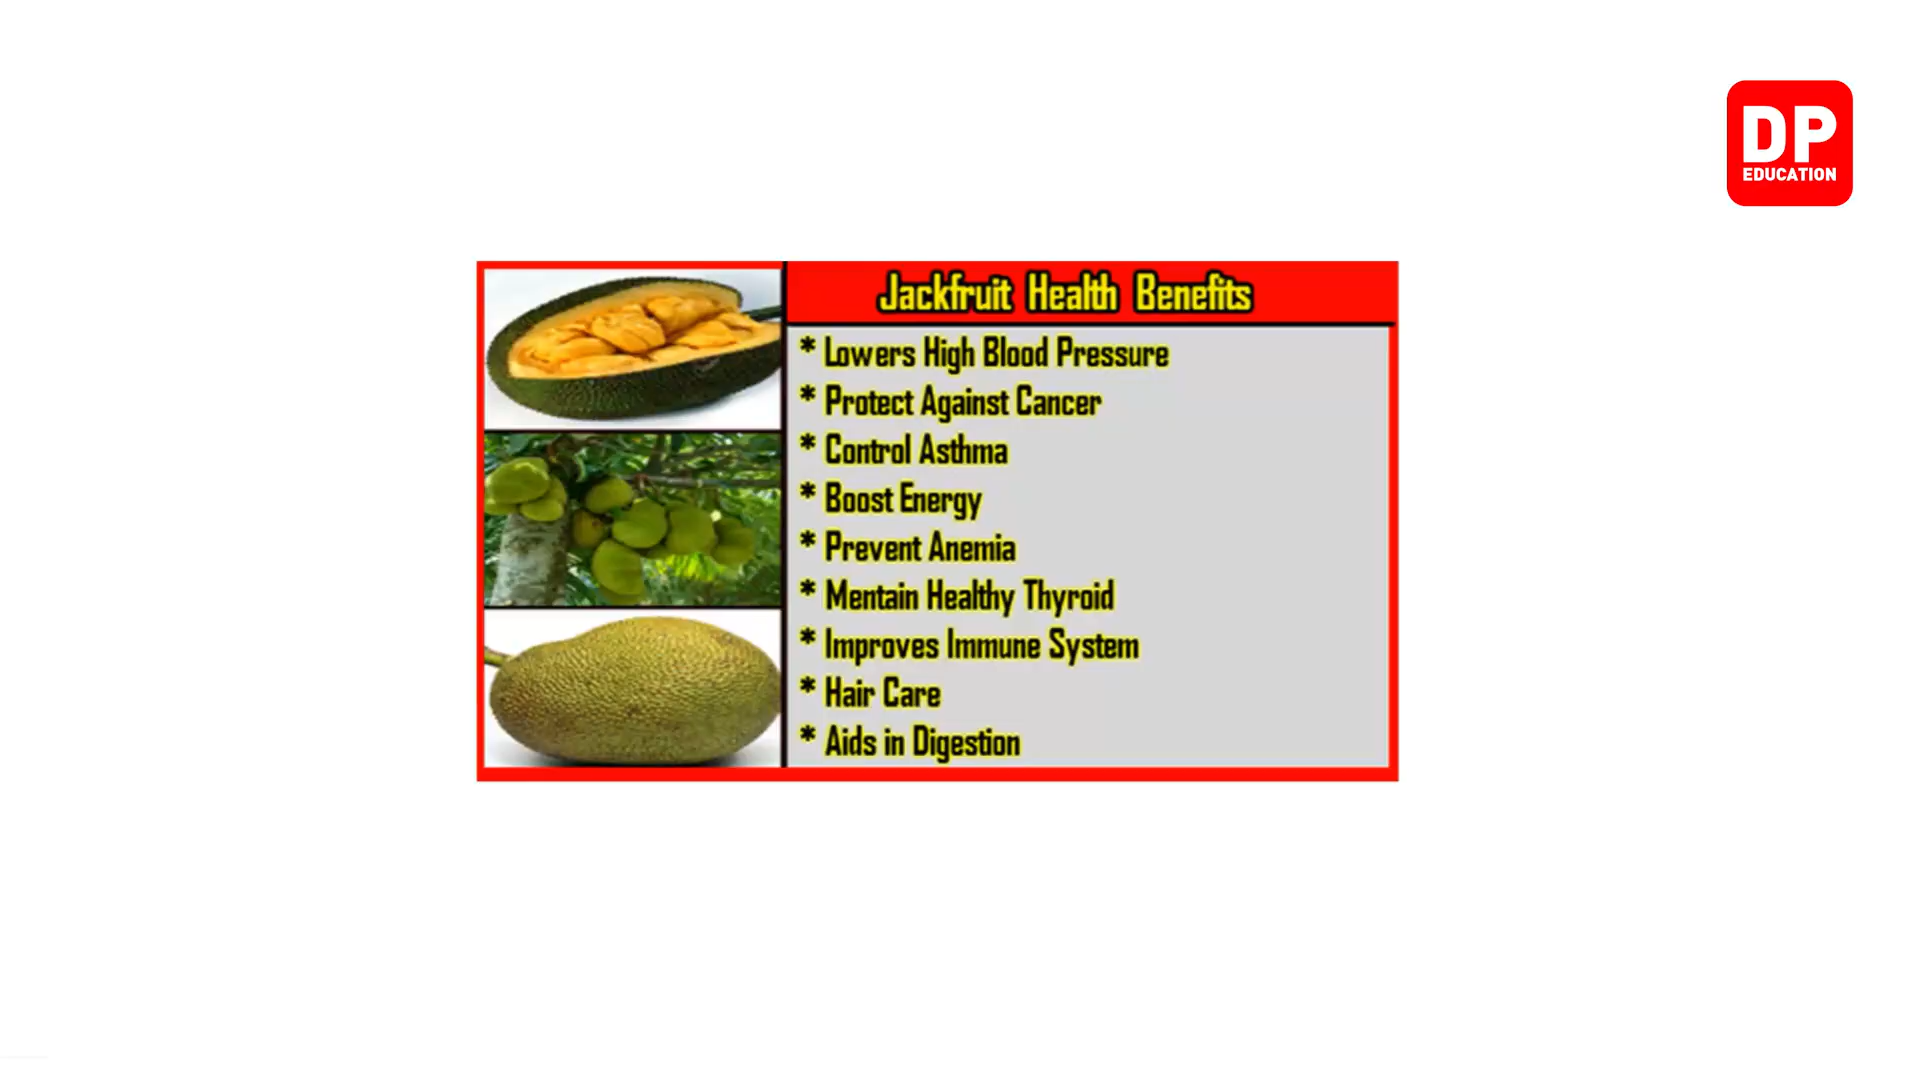 DP
EDUCATION
Jackfruit Health Benefits
* Lowers High Blood Pressure
* Protect Against Cancer
* Control Asthma
* Boost Energy
* Prevent Anemia
* Mentain Healthy Thyroid
* Improves Immune System
* Hair Care
* Aids in Digestion